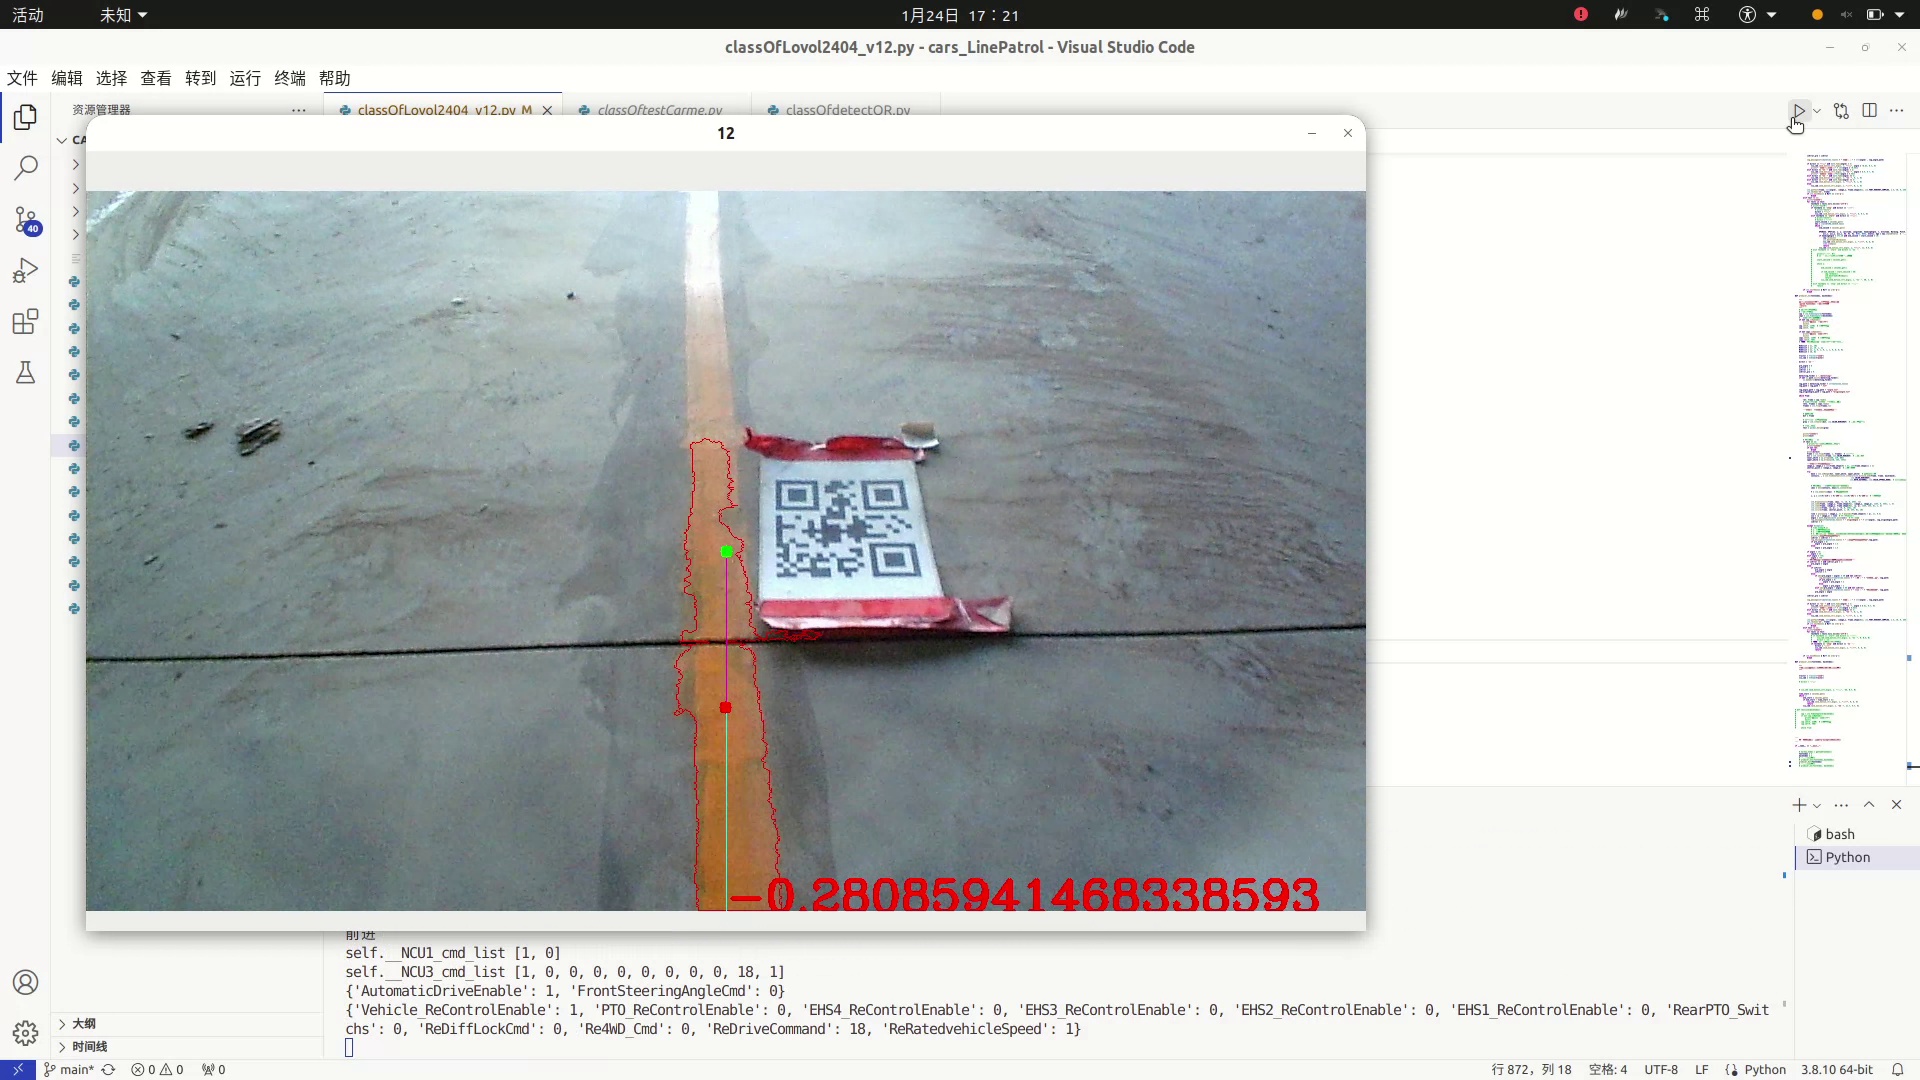 活动
未知
1月24日 17：21
classOfLovol2404_v12.py - cars_LinePatrol - Visual Studio Code
文件 编辑 选择 查看 转到 运行 终端 帮助
资源管理器
classOfLovol2404_v12.py M
classOftestCarme.py
classOfdetectQR.py
12
CA
40
-0.28085941468338593
bash
Python
前进
self.__NCU1_cmd_list [1, 0]
self.__NCU3_cmd_list [1, 0, 0, 0, 0, 0, 0, 0, 0, 18, 1]
{'AutomaticDriveEnable': 1, 'FrontSteeringAngleCmd': 0}
{'Vehicle_ReControlEnable': 1, 'PTO_ReControlEnable': 0, 'EHS4_ReControlEnable': 0, 'EHS3_ReControlEnable': 0, 'EHS2_ReControlEnable': 0, 'EHS1_ReControlEnable': 0, 'RearPTO_Swit
chs': 0, 'ReDiffLockCmd': 0, 'Re4WD_Cmd': 0, 'ReDriveCommand': 18, 'ReRatedvehicleSpeed': 1}
大纲
时间线
main*
0 0
0
行 872，列 18
空格: 4
UTF-8
LF
Python
3.8.10 64-bit